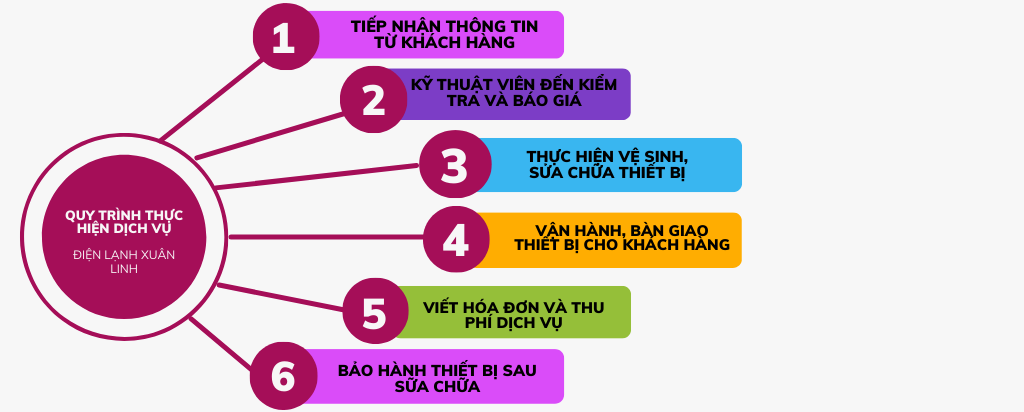 QUY TRÌNH THỰC
HIỆN DỊCH VỤ
ĐIỆN LẠNH XUÂN
LINH
1
TIẾP NHẬN THÔNG TIN
TỪ KHÁCH HÀNG
2
KỸ THUẬT VIÊN ĐẾN KIỂM
TRA VÀ BÁO GIÁ
3
THỰC HIỆN VỆ SINH,
SỬA CHỮA THIẾT BỊ
4
VẬN HÀNH, BÀN GIAO
THIẾT BỊ CHO KHÁCH HÀNG
5
VIẾT HÓA ĐƠN VÀ THU
PHÍ DỊCH VỤ
6
BẢO HÀNH THIẾT BỊ SAU
SỮA CHỮA